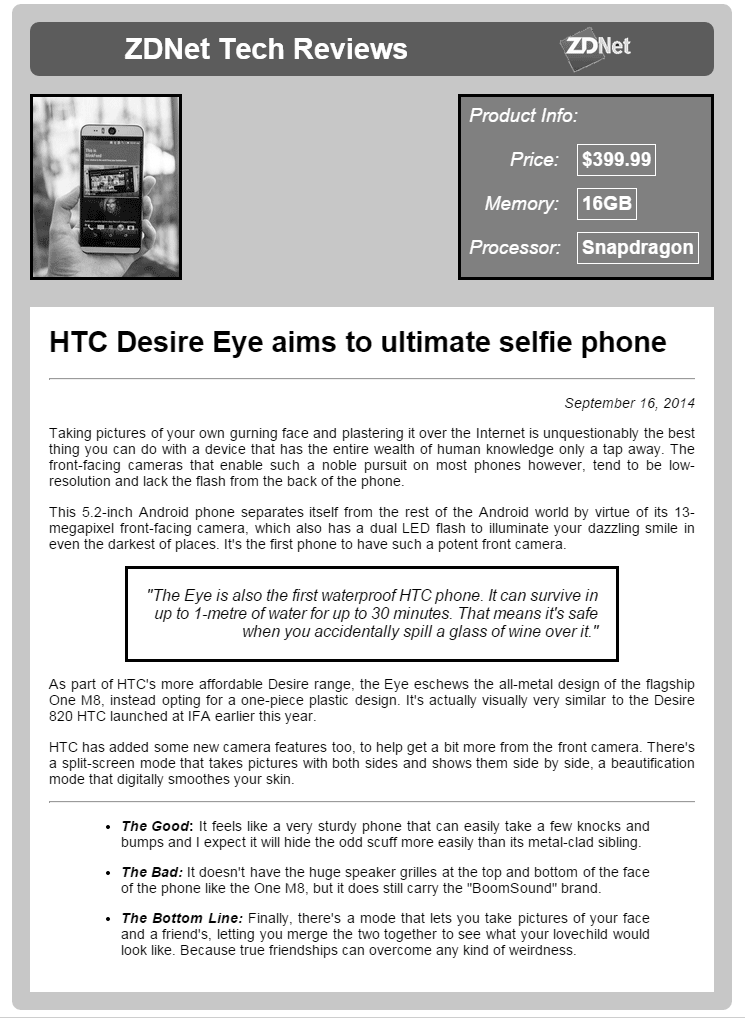 ZDNet Tech Reviews
ZDNet
Product Info:
Price: $399.99
Memory: 16GB
Processor: Snapdragon
HTC Desire Eye aims to ultimate selfie phone
September 16, 2014
Taking pictures of your own gurning face and plastering it over the Internet is unquestionably the best
thing you can do with a device that has the entire wealth of human knowledge only a tap away. The
front-facing cameras that enable such a noble pursuit on most phones however, tend to be low-
resolution and lack the flash from the back of the phone.
This 5.2-inch Android phone separates itself from the rest of the Android world by virtue of its 13-
megapixel front-facing camera, which also has a dual LED flash to illuminate your dazzling smile in
even the darkest of places. It's the first phone to have such a potent front camera.
"The Eye is also the first waterproof HTC phone. It can survive in
up to 1-metre of water for up to 30 minutes. That means it's safe
when you accidentally spill a glass of wine over it."
As part of HTC's more affordable Desire range, the Eye eschews the all-metal design of the flagship
One M8, instead opting for a one-piece plastic design. It's actually visually very similar to the Desire
820 HTC launched at IFA earlier this year.
HTC has added some new camera features too, to help get a bit more from the front camera. There's
a split-screen mode that takes pictures with both sides and shows them side by side, a beautification
mode that digitally smoothes your skin.
• The Good: It feels like a very sturdy phone that can easily take a few knocks and
bumps and I expect it will hide the odd scuff more easily than its metal-clad sibling.
• The Bad: It doesn't have the huge speaker grilles at the top and bottom of the face
of the phone like the One M8, but it does still carry the "BoomSound" brand.
• The Bottom Line: Finally, there's a mode that lets you take pictures of your face
and a friend's, letting you merge the two together to see what your lovechild would
look like. Because true friendships can overcome any kind of weirdness.